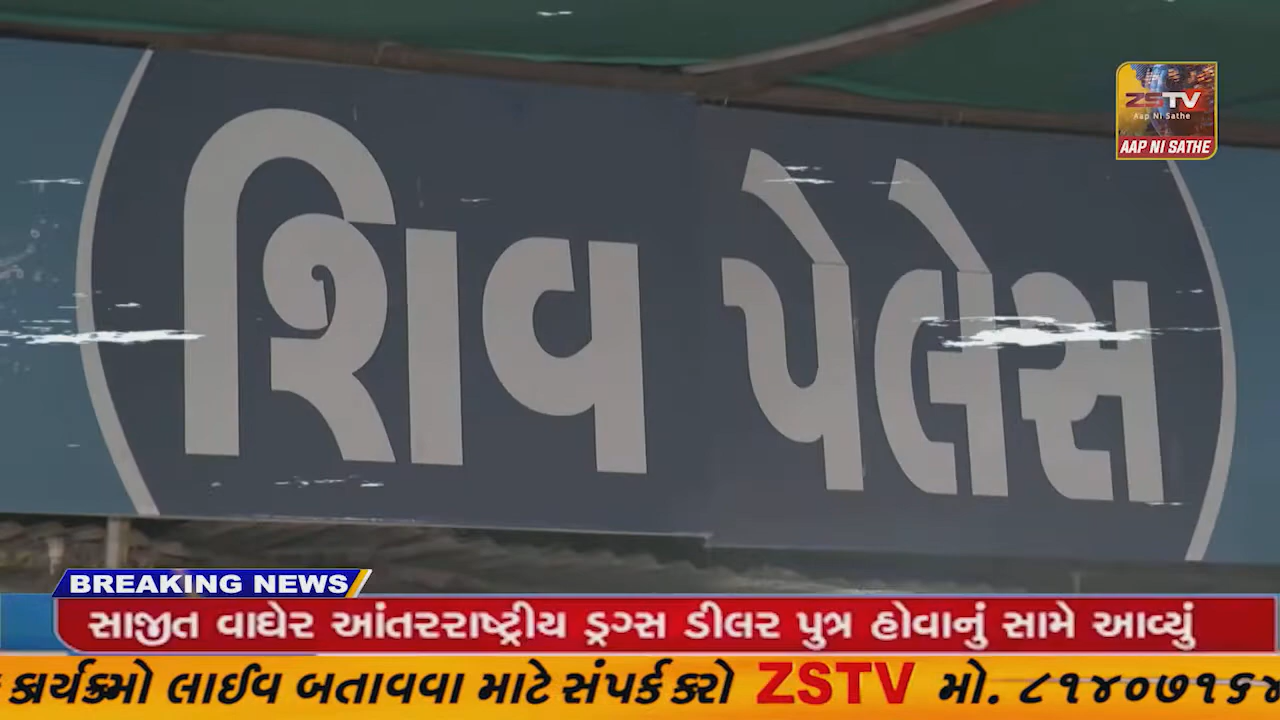 ZSTV
Aap Ni Sathe
AAP NI SATHE
શિવ પેલેસ
BREAKING NEWS
સાજીત વાઘેર આંતરરાષ્ટ્રીય ડ્રગ્સ ડીલર પુત્ર હોવાનું સામે આવ્યું
કાર્યક્રમો લાઈવ બતાવવા માટે સંપર્ક કરો ZSTV મો. ૮૧૪૦૭૧૬૪